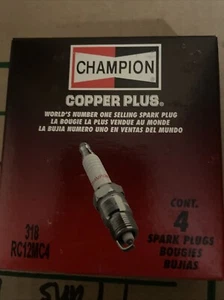 CHAMPION
COPPER PLUS®
WORLD'S NUMBER ONE SELLING SPARK PLUG
LA BOUGIE LA PLUS VENDUE AU MONDE
LA BUJIA NUMERO UNO EN VENTAS DEL MUNDO
318
RC12MC4
CONT.
4
SPARK PLUGS
BOUGIES
BUJIAS